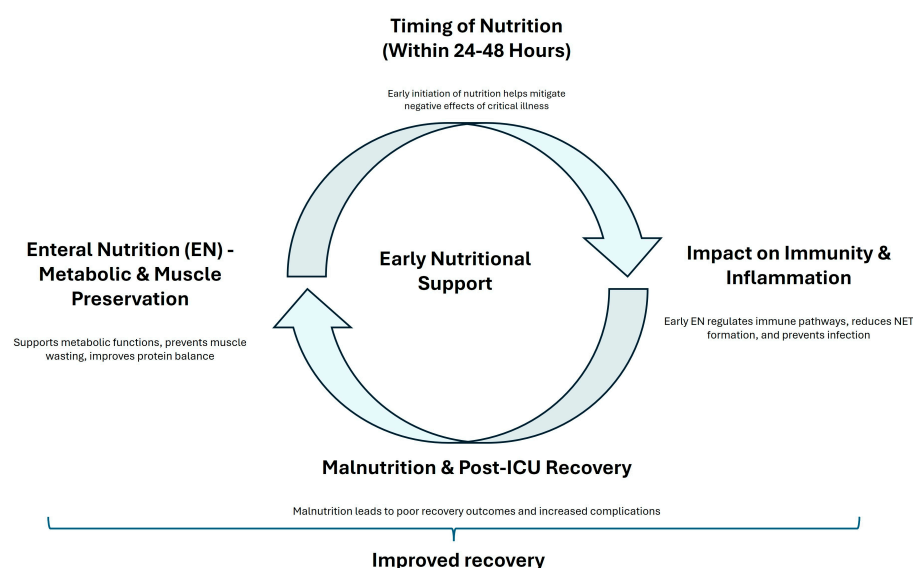 Timing of Nutrition
(Within 24-48 Hours)
Early initiation of nutrition helps mitigate
negative effects of critical illness
Enteral Nutrition (EN) -
Metabolic & Muscle
Preservation
Supports metabolic functions, prevents muscle
wasting, improves protein balance
Early Nutritional
Support
Impact on Immunity &
Inflammation
Early EN regulates immune pathways, reduces NET
formation, and prevents infection
Malnutrition & Post-ICU Recovery
Malnutrition leads to poor recovery outcomes and increased complications
Improved recovery